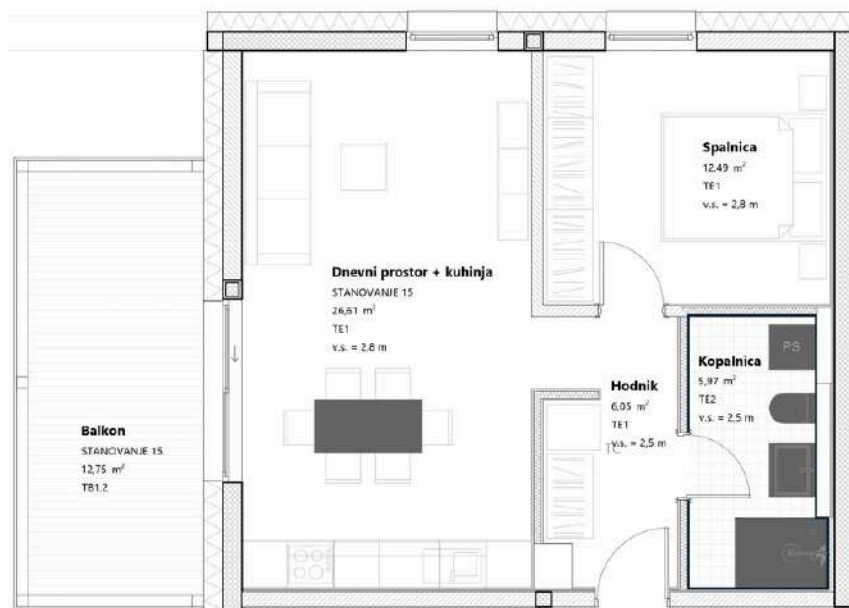 Spalnica
12,49 m²
TE1
v.s. = 2,8 m
Dnevni prostor + kuhinja
STANOVANJE 15
26,61 m²
TE1
v.s. = 2,8 m
PS
Kopalnica
5,97 m²
TE2
v.s. = 2,5 m
Hodnik
6,05 m²
TE1
v.s. = 2,5 m
TČ
Balkon
STANOVANJE 15
12,75 m²
TB1.2